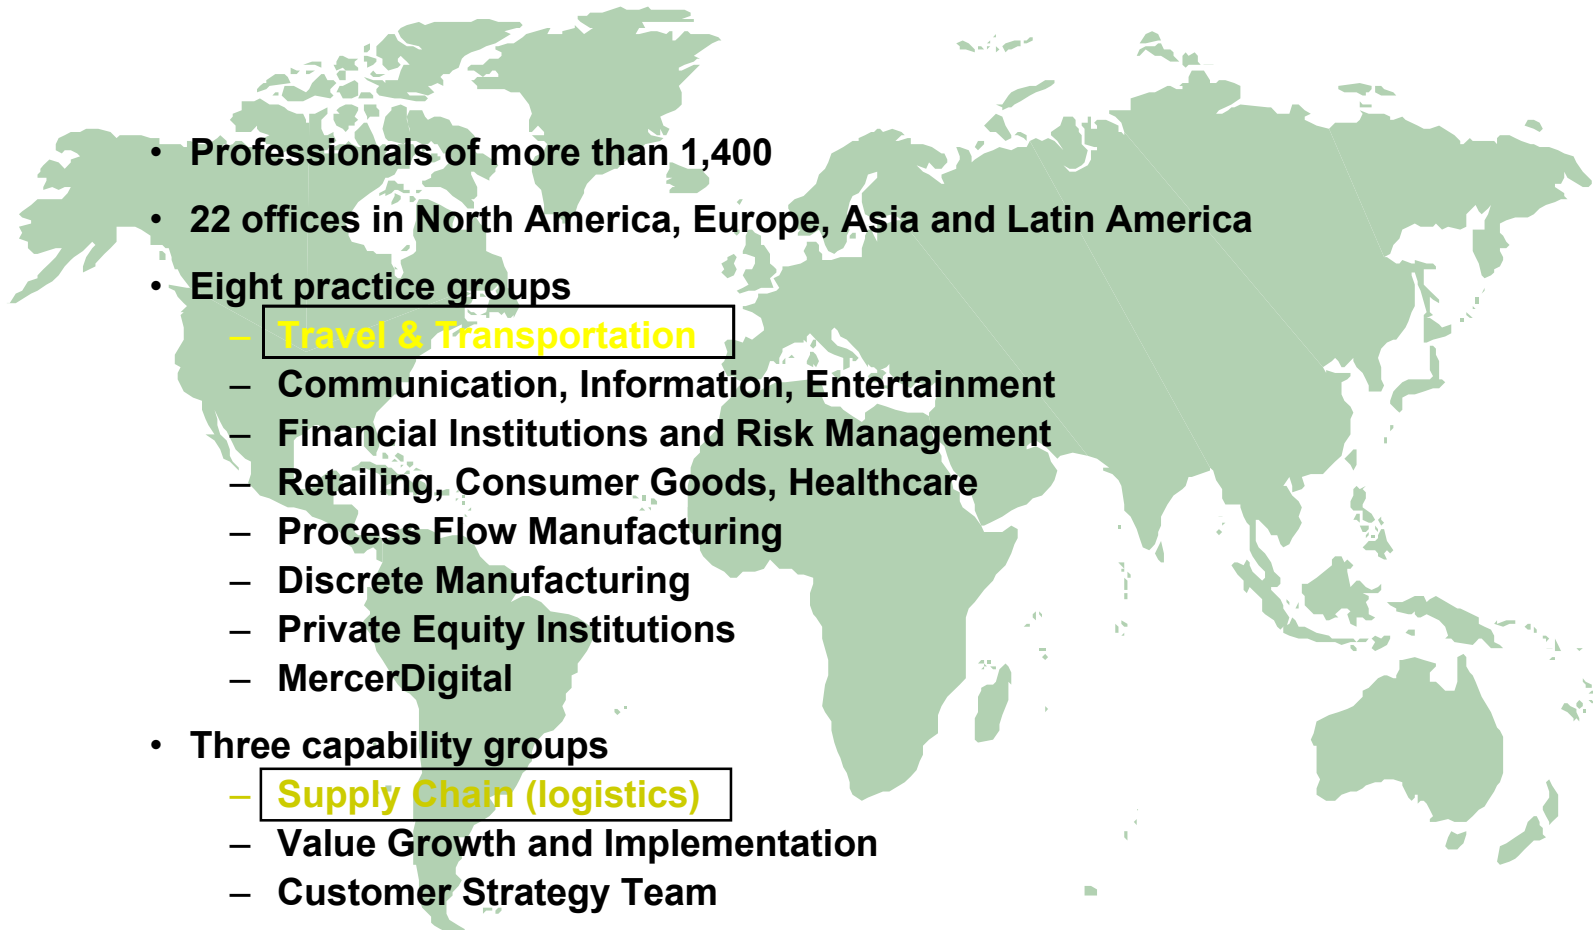 • Professionals of more than 1,400
• 22 offices in North America, Europe, Asia and Latin America
• Eight practice groups
– Travel & Transportation
– Communication, Information, Entertainment
– Financial Institutions and Risk Management
– Retailing, Consumer Goods, Healthcare
– Process Flow Manufacturing
– Discrete Manufacturing
– Private Equity Institutions
– MercerDigital
• Three capability groups
– Supply Chain (logistics)
– Value Growth and Implementation
– Customer Strategy Team